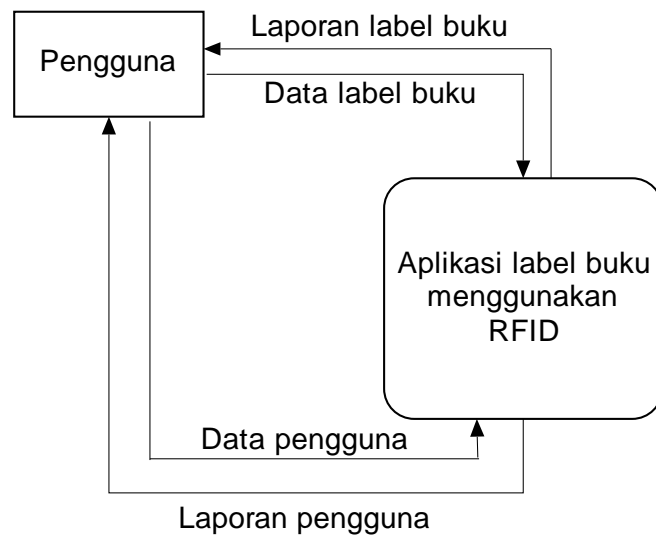 Laporan label buku
Pengguna
Data label buku
Aplikasi label buku
menggunakan
RFID
Data pengguna
Laporan pengguna